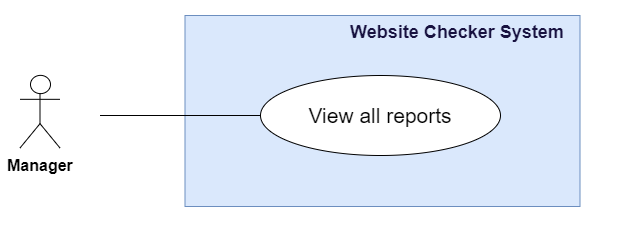 Website Checker System
View all reports
Manager